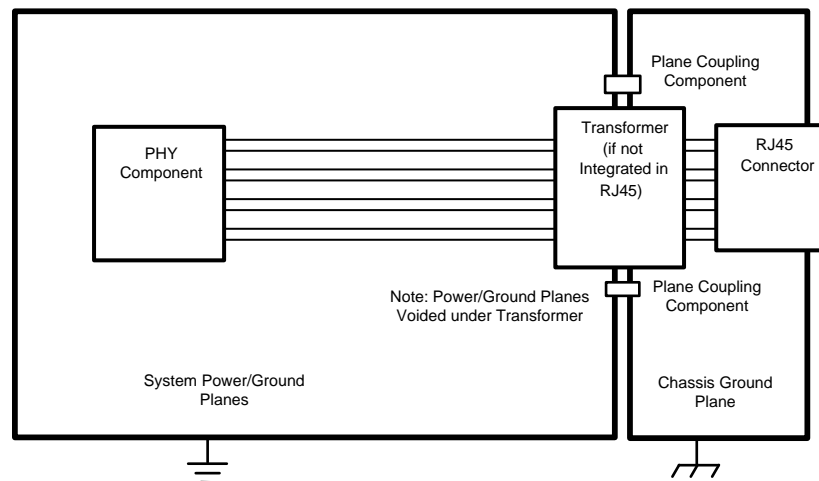 Plane Coupling
Component
PHY
Component
Transformer
(if not
Integrated in
RJ45)
RJ45
Connector
Note: Power/Ground Planes
Voided under Transformer
Plane Coupling
Component
System Power/Ground
Planes
Chassis Ground
Plane